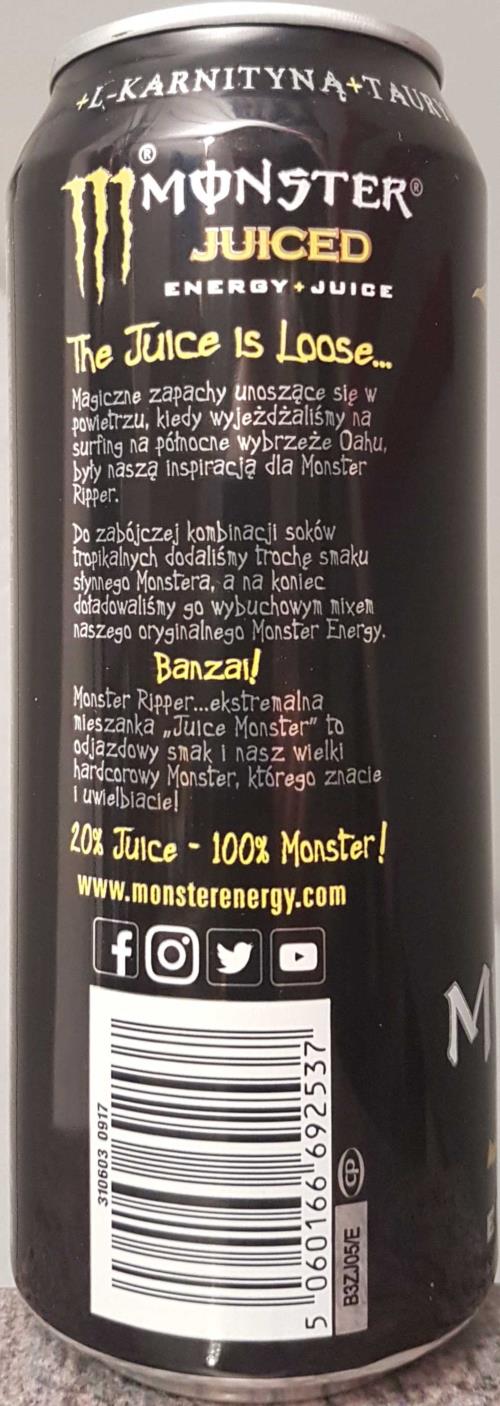 +L-KARNITYNĄ+TAURY
®
MONSTER®
JUICED
ENERGY+JUICE
The Juice is Loose...
Magiczne zapachy unoszące się w
powietrzu, kiedy wyjeżdżaliśmy na
surfing na północne wybrzeże Oahu,
były naszą inspiracją dla Monster
Ripper.
Do zabójczej kombinacji soków
tropikalnych dodaliśmy trochę smaku
słynnego Monstera, a na koniec
doładowaliśmy go wybuchowym mixem
naszego oryginalnego Monster Energy.
Banzai!
Monster Ripper...ekstremalna
mieszanka „Juice Monster” to
odjazdowy smak i nasz wielki
hardcorowy Monster, którego znacie
i uwielbiacie!
20% Juice - 100% Monster!
www.monsterenergy.com
310603 0917
5 060166 692537
B3ZJ05/E
M